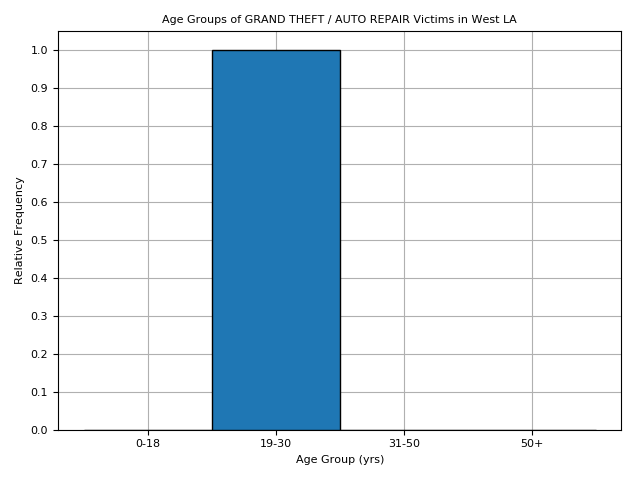 Age Groups of GRAND THEFT / AUTO REPAIR Victims in West LA
1.0
0.9
0.8
0.7
0.6
0.5
0.4
0.3
0.2
0.1
0.0
Relative Frequency
0-18 19-30 31-50 50+
Age Group (yrs)